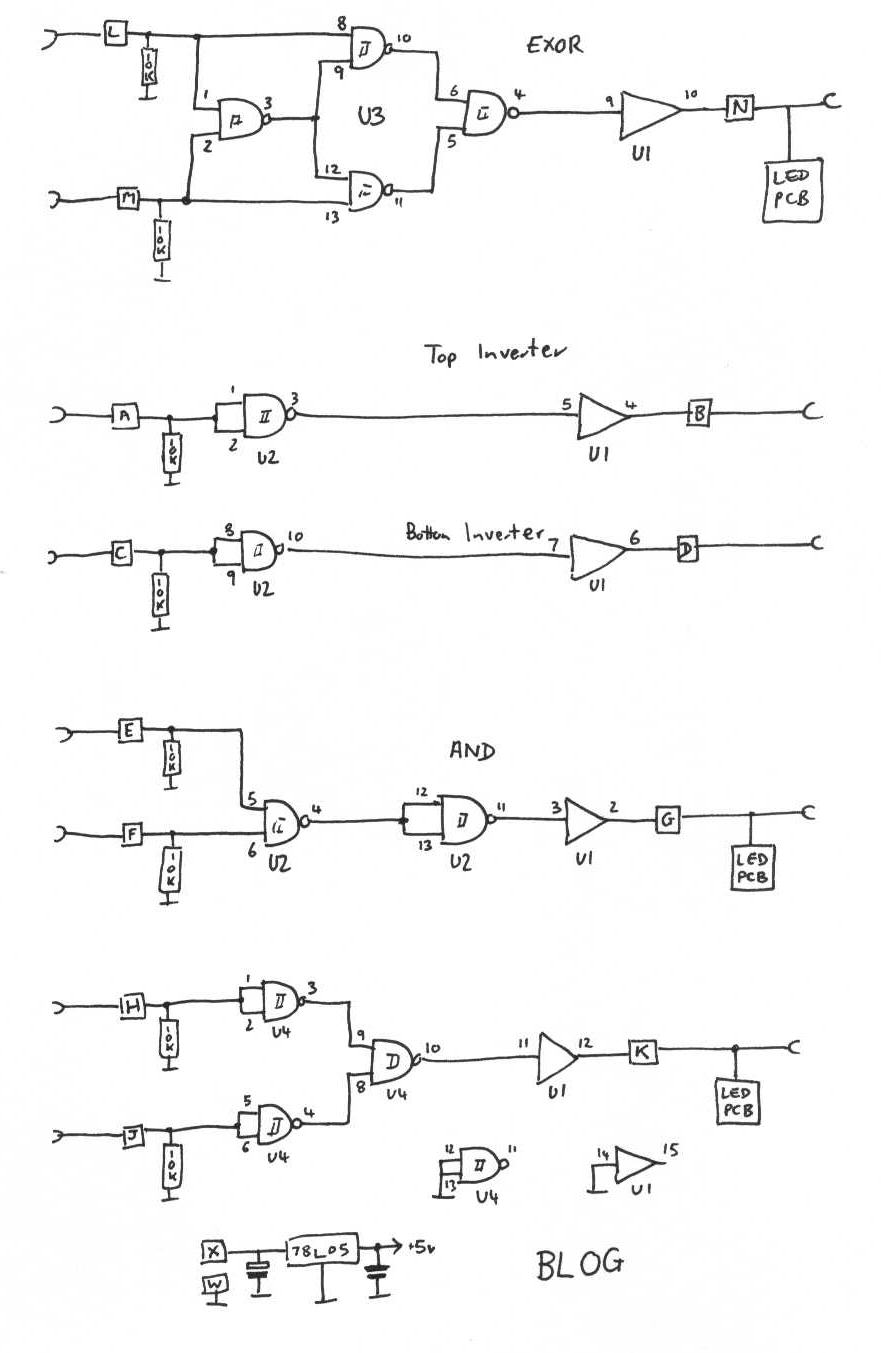 8
L
10
EXOR
10K
9
6
4
9
10
N
1
3
U3
2
5
U1
12
LED
PCB
M
13
11
10K
Top Inverter
1
3
5
4
A
B
2
U2
U1
10K
8
10
Bottom Inverter
7
6
C
D
9
U2
U1
10K
E
AND
10K
5
4
12
11
3
2
G
F
6
U2
13
U2
U1
LED
PCB
10K
1
3
H
2
U4
9
10K
10
11
12
K
8
U4
U1
5
4
LED
PCB
J
6
U4
10K
12
11
13
U4
14
15
U1
X
78L05
+5v
W
BLOG